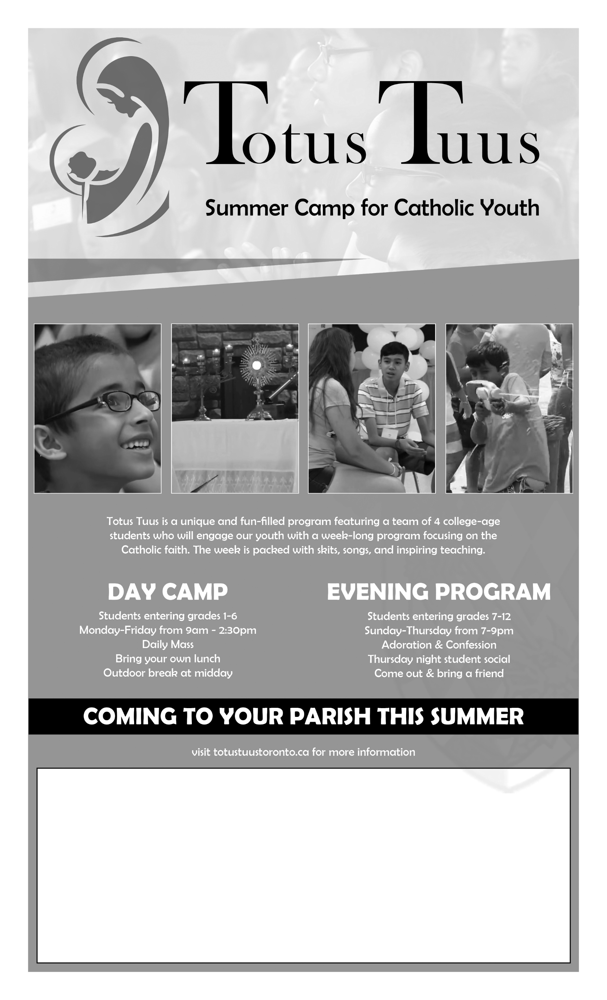 Totus Tuus
Summer Camp for Catholic Youth
Totus Tuus is a unique and fun-filled program featuring a team of 4 college-age
students who will engage our youth with a week-long program focusing on the
Catholic faith. The week is packed with skits, songs, and inspiring teaching.
DAY CAMP
Students entering grades 1-6
Monday-Friday from 9am - 2:30pm
Daily Mass
Bring your own lunch
Outdoor break at midday
EVENING PROGRAM
Students entering grades 7-12
Sunday-Thursday from 7-9pm
Adoration & Confession
Thursday night student social
Come out & bring a friend
COMING TO YOUR PARISH THIS SUMMER
visit totustuustoronto.ca for more information